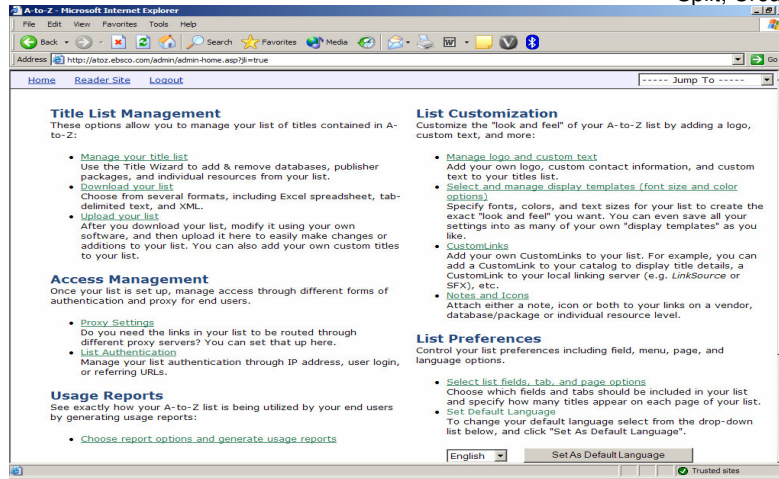 Split, Crea
A-to-Z - Microsoft Internet Explorer
File Edit View Favorites Tools Help
Back Search Favorites Media
Address http://atoz.ebsco.com/admin/admin-home.asp?jli=true Go
Home Reader Site Logout ----- Jump To -----
Title List Management
These options allow you to manage your list of titles contained in A-
to-Z:
Manage your title list
Use the Title Wizard to add & remove databases, publisher
packages, and individual resources from your list.
Download your list
Choose from several formats, including Excel spreadsheet, tab-
delimited text, and XML.
Upload your list
After you download your list, modify it using your own
software, and then upload it here to easily make changes or
additions to your list. You can also add your own custom titles
to your list.
Access Management
Once your list is set up, manage access through different forms of
authentication and proxy for end users.
Proxy Settings
Do you need the links in your list to be routed through
different proxy servers? You can set that up here.
List Authentication
Manage your list authentication through IP address, user login,
or referring URLs.
Usage Reports
See exactly how your A-to-Z list is being utilized by your end users
by generating usage reports:
Choose report options and generate usage reports
List Customization
Customize the "look and feel" of your A-to-Z list by adding a logo,
custom text, and more:
Manage logo and custom text
Add your own logo, custom contact information, and custom
text to your titles list.
Select and manage display templates (font size and color
options)
Specify fonts, colors, and text sizes for your list to create the
exact "look and feel" you want. You can even save all your
settings into as many of your own "display templates" as you
like.
CustomLinks
Add your own CustomLinks to your list. For example, you can
add a CustomLink to your catalog to display title details, a
CustomLink to your local linking server (e.g. LinkSource or
SFX), etc.
Notes and Icons
Attach either a note, icon or both to your links on a vendor,
database/package or individual resource level.
List Preferences
Control your list preferences including field, menu, page, and
language options.
Select list fields, tab, and page options
Choose which fields and tabs should be included in your list
and specify how many titles appear on each page of your list.
Set Default Language
To change your default language select from the drop-down
list below, and click "Set As Default Language".
English Set As Default Language
Trusted sites